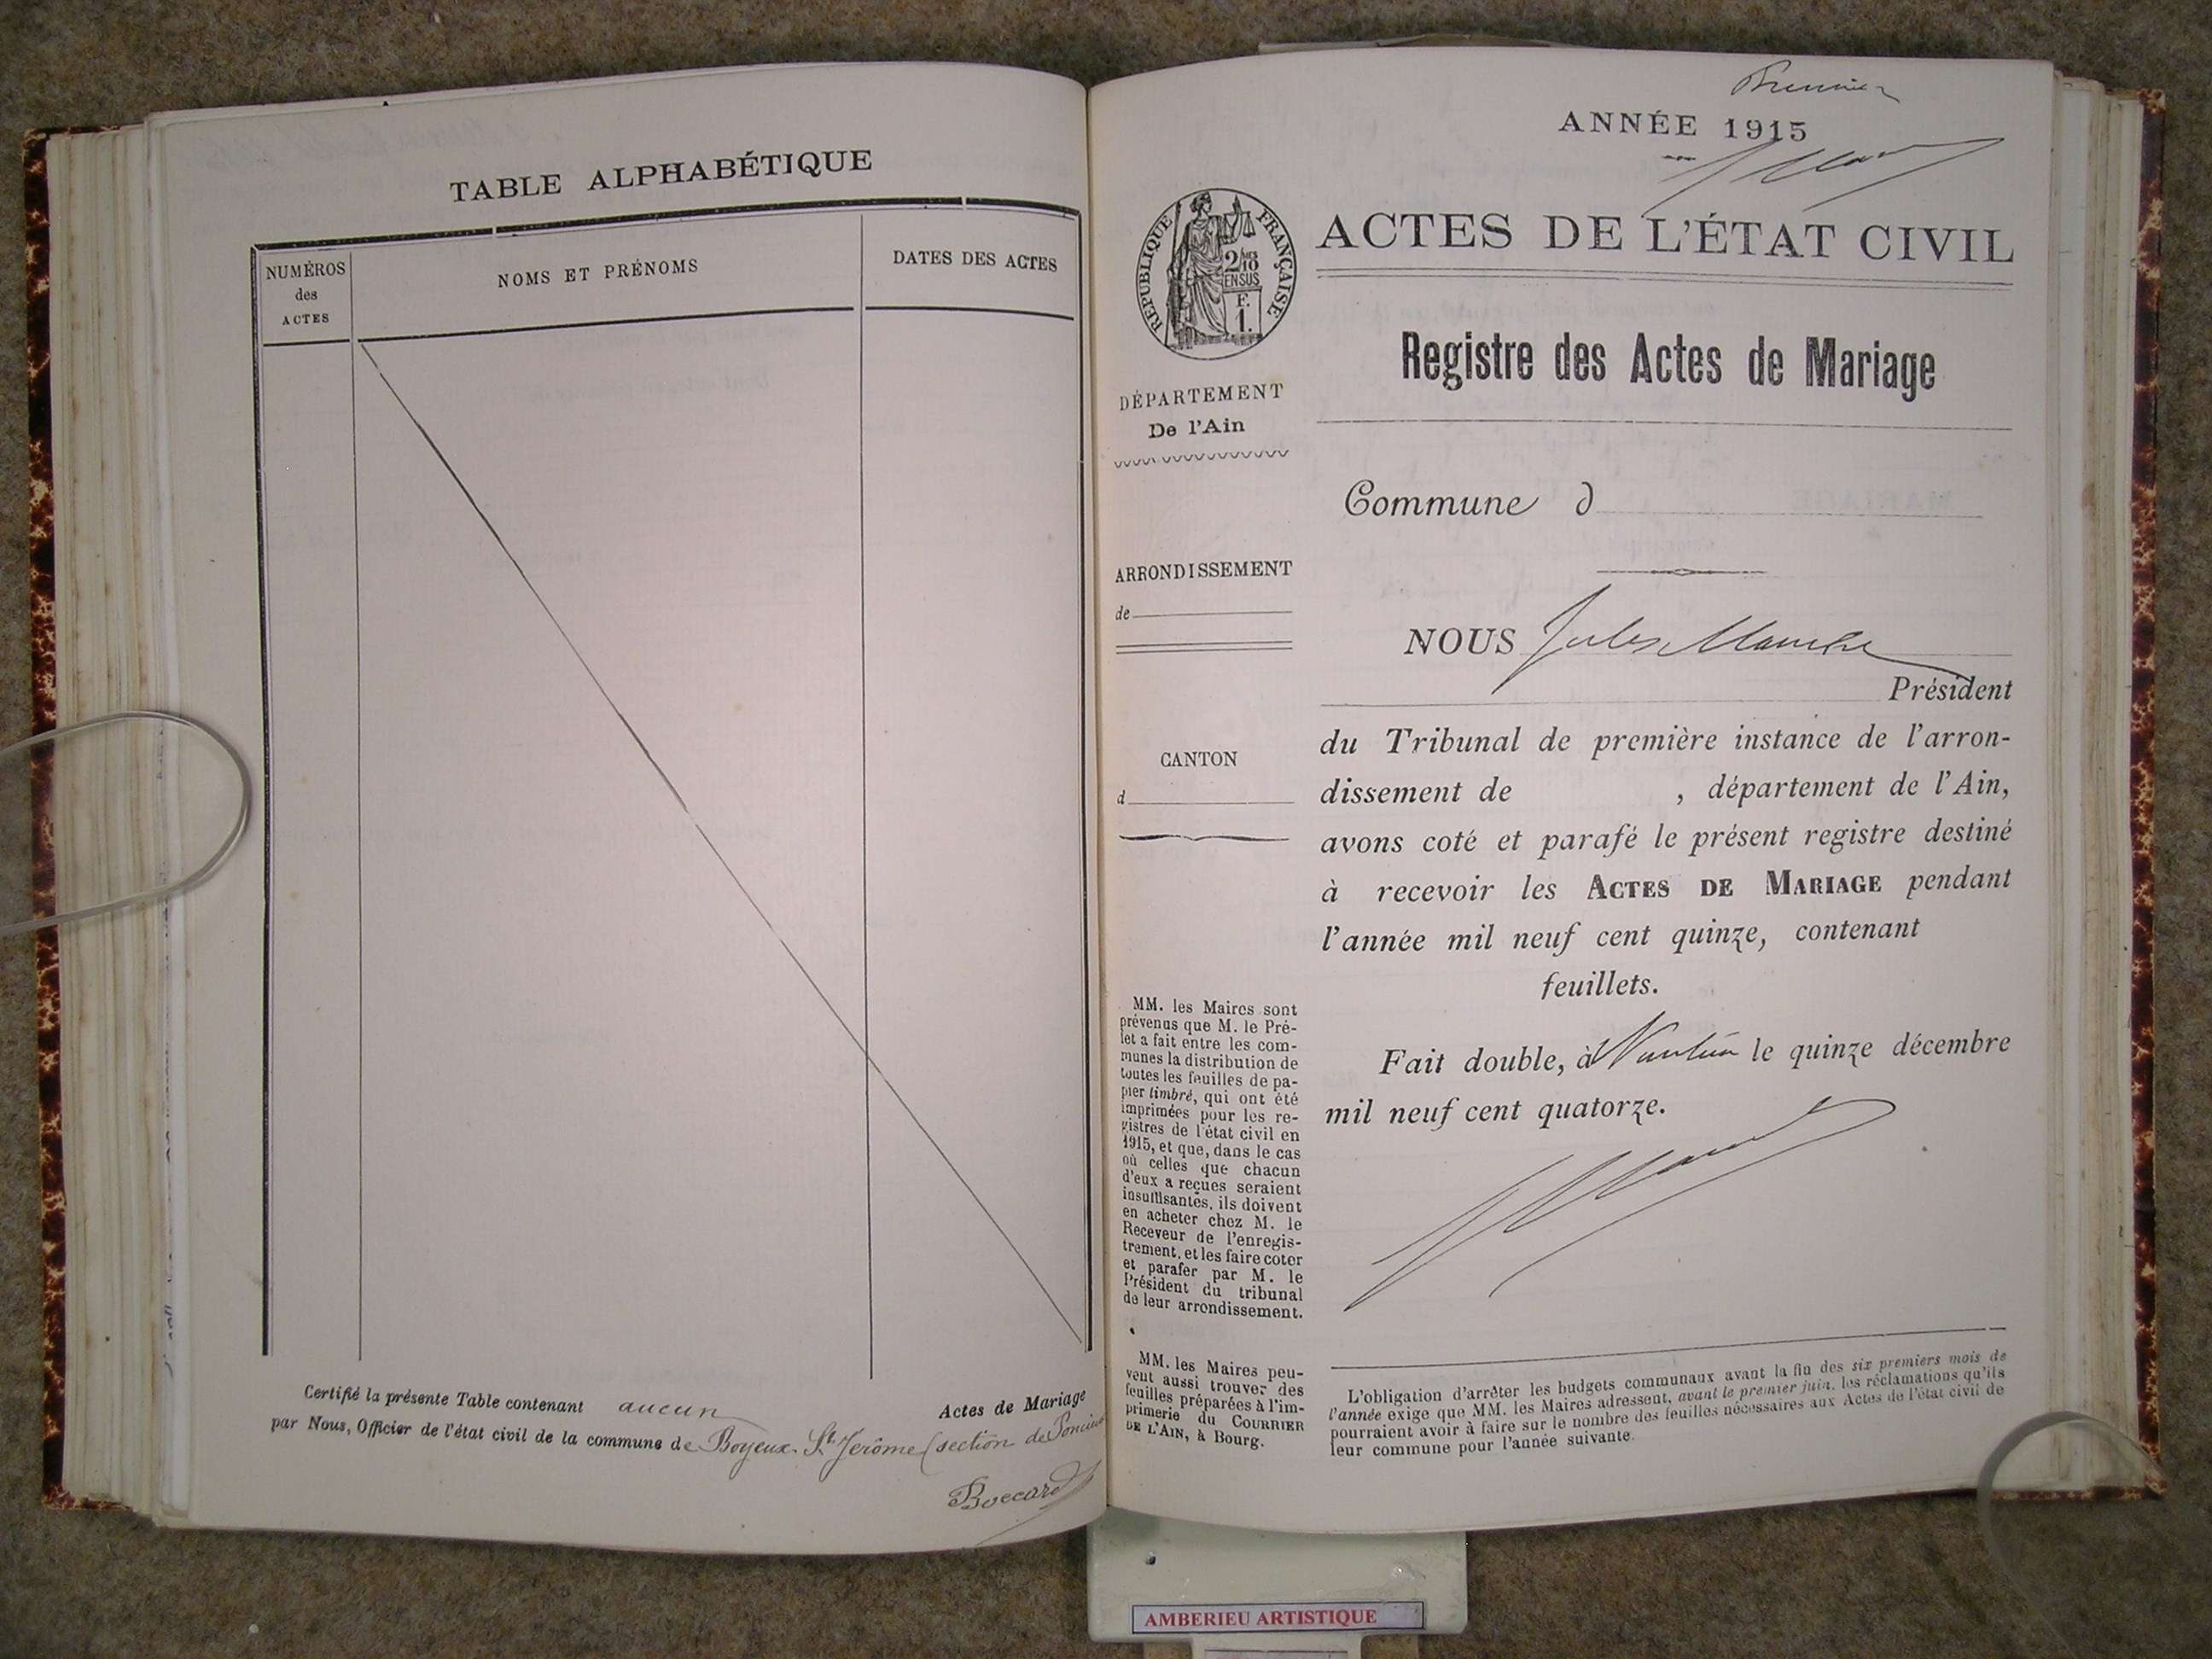 TABLE ALPHABÉTIQUE
NUMÉROS
des
ACTES
NOMS ET PRÉNOMS
DATES DES ACTES
Certifié la présente Table contenant aucun Actes de Mariage
par Nous, Officier de l'état civil de la commune de Boyeux-St Jerôme (section de
Boccard
Premier
ANNÉE 1915
RÉPUBLIQUE FRANÇAISE
2/10
EN SUS
F.
1.
ACTES DE L'ÉTAT CIVIL
Registre des Actes de Mariage
DÉPARTEMENT
De l'Ain
Commune d
ARRONDISSEMENT
de
NOUS Jules
Président
CANTON
d
du Tribunal de première instance de l'arron-
dissement de , département de l'Ain,
avons coté et parafé le présent registre destiné
à recevoir les ACTES DE MARIAGE pendant
l'année mil neuf cent quinze, contenant
feuillets.
Fait double, à Nantua le quinze décembre
mil neuf cent quatorze.
MM. les Maires sont
prévenus que M. le Pré-
fet a fait entre les com-
munes la distribution de
toutes les feuilles de pa-
pier timbré, qui ont été
imprimées pour les re-
gistres de l'état civil en
1915, et que, dans le cas
où celles que chacun
d'eux a reçues seraient
insuffisantes, ils doivent
en acheter chez M. le
Receveur de l'enregis-
trement, et les faire coter
et parafer par M. le
Président du tribunal
de leur arrondissement.
MM. les Maires peu-
vent aussi trouver des
feuilles préparées à l'im-
primerie du COURRIER
DE L'AIN, à Bourg.
L'obligation d'arrêter les budgets communaux avant la fin des six premiers mois de
l'année exige que MM. les Maires adressent, avant le premier juin, les réclamations qu'ils
pourraient avoir à faire sur le nombre des feuilles nécessaires aux Actes de l'état civil de
leur commune pour l'année suivante.
AMBERIEU ARTISTIQUE